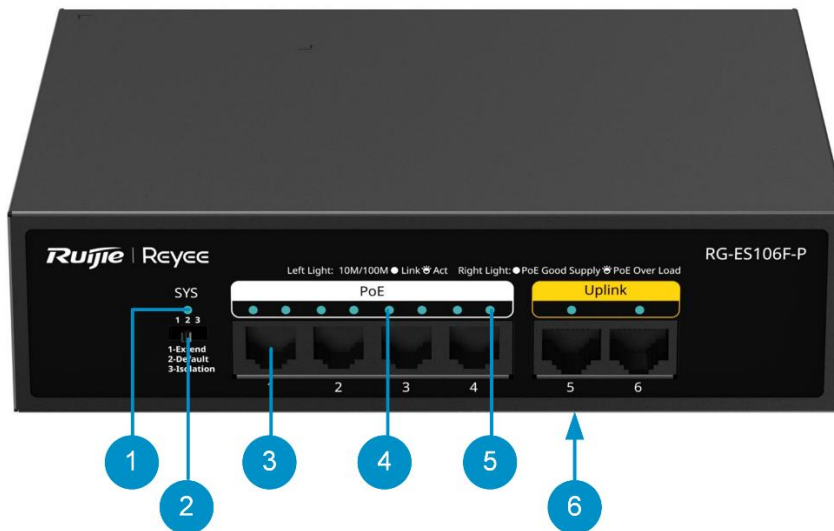 Ruijie | Reyee
RG-ES106F-P
Left Light: 10M/100M Link Act Right Light: PoE Good Supply PoE Over Load
SYS
PoE
Uplink
1 2 3
1-Extend
2-Default
3-Isolation
1 2 3 4 5 6
1 2 3 4 5 6